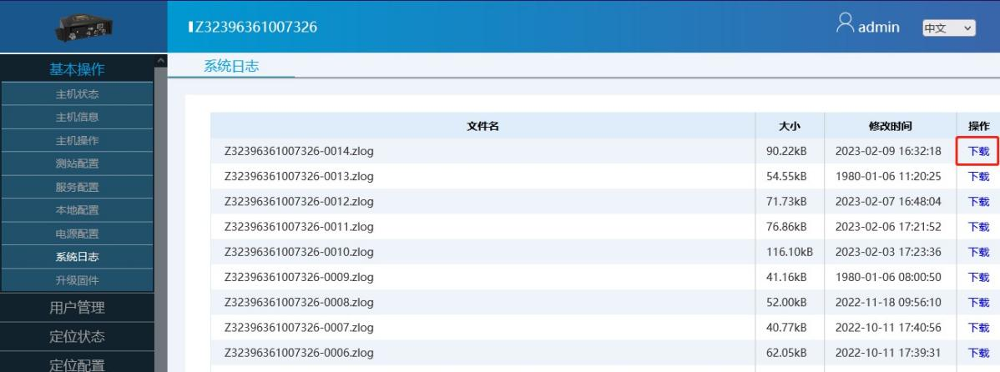 Z32396361007326
admin
中文
基本操作
主机状态
主机信息
主机操作
测站配置
服务配置
本地配置
电源配置
系统日志
升级固件
用户管理
定位状态
定位配置
系统日志
文件名 大小 修改时间 操作
Z32396361007326-0014.zlog 90.22kB 2023-02-09 16:32:18 下载
Z32396361007326-0013.zlog 54.55kB 1980-01-06 11:20:25 下载
Z32396361007326-0012.zlog 71.73kB 2023-02-07 16:48:04 下载
Z32396361007326-0011.zlog 76.86kB 2023-02-06 17:21:52 下载
Z32396361007326-0010.zlog 116.10kB 2023-02-03 17:23:36 下载
Z32396361007326-0009.zlog 41.16kB 1980-01-06 08:00:50 下载
Z32396361007326-0008.zlog 52.00kB 2022-11-18 09:56:10 下载
Z32396361007326-0007.zlog 40.77kB 2022-10-11 17:40:56 下载
Z32396361007326-0006.zlog 62.05kB 2022-10-11 17:39:31 下载